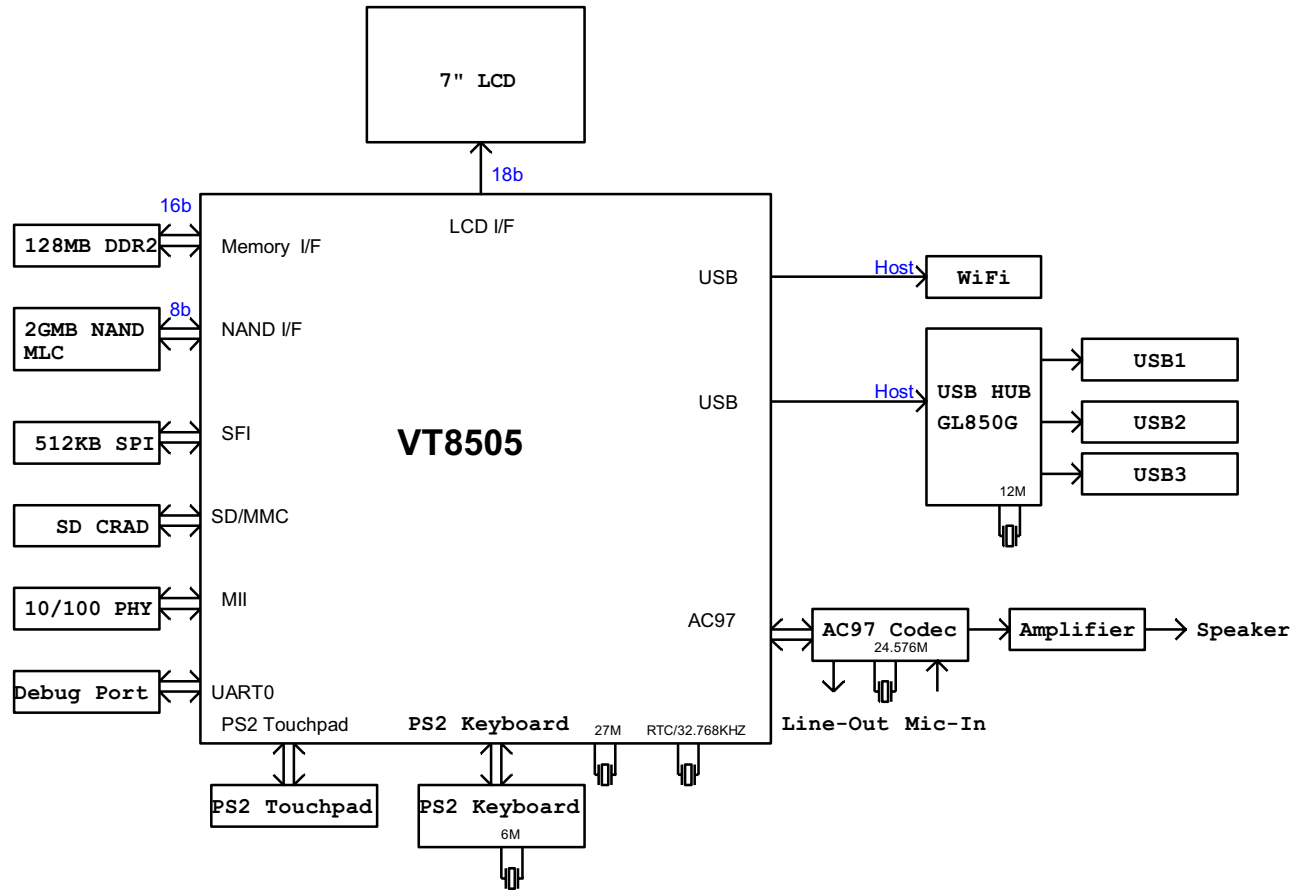 7" LCD
18b
16b
LCD I/F
128MB DDR2
Memory I/F
USB
Host
WiFi
8b
2GMB NAND
MLC
NAND I/F
USB
Host
USB HUB
GL850G
12M
USB1
USB2
USB3
512KB SPI
SFI
VT8505
SD CRAD
SD/MMC
10/100 PHY
MII
AC97
AC97 Codec
24.576M
Amplifier
Speaker
Debug Port
UART0
Line-Out Mic-In
PS2 Touchpad
PS2 Keyboard
27M
RTC/32.768KHZ
PS2 Touchpad
PS2 Keyboard
6M